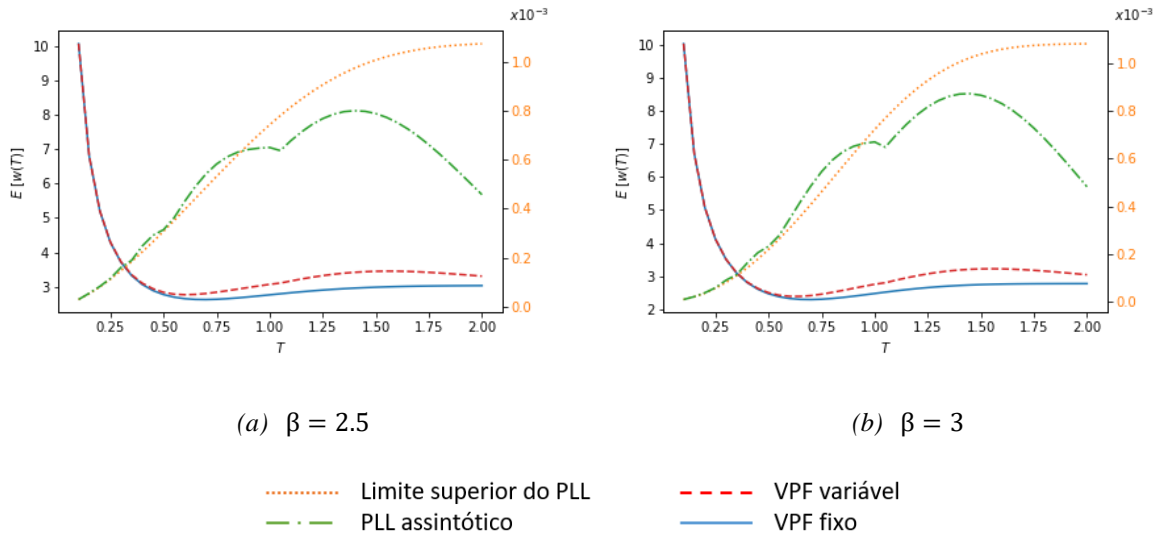 x10⁻³ x10⁻³
10 10
9 9
8 8
7 7
6 6
5 5
4 4
3 3
2
E [w(T)] E [w(T)]
1.0 1.0
0.8 0.8
0.6 0.6
0.4 0.4
0.2 0.2
0.0 0.0
0.25 0.50 0.75 1.00 1.25 1.50 1.75 2.00 0.25 0.50 0.75 1.00 1.25 1.50 1.75 2.00
T T
(a) β = 2.5 (b) β = 3
Limite superior do PLL VPF variável
PLL assintótico VPF fixo